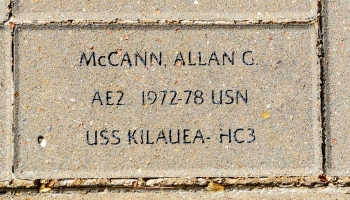 McCANN, ALLAN G.
AE2 1972-78 USN
USS KILAUEA- HC3